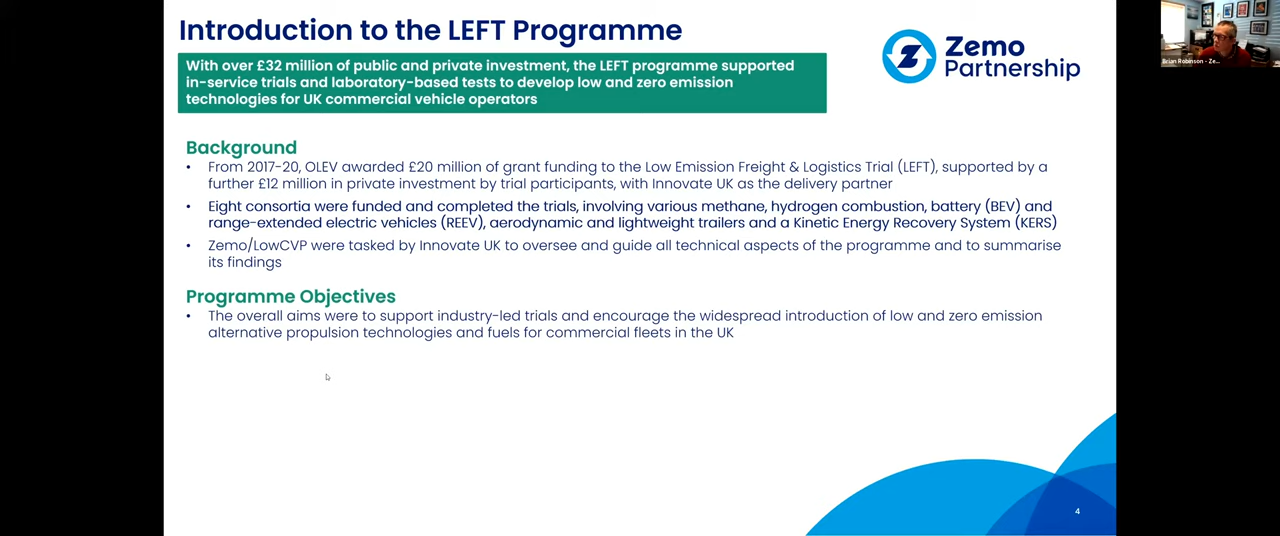 Introduction to the LEFT Programme
Zemo
Partnership
Brian Robinson - Ze...
With over £32 million of public and private investment, the LEFT programme supported
in-service trials and laboratory-based tests to develop low and zero emission
technologies for UK commercial vehicle operators
Background
• From 2017-20, OLEV awarded £20 million of grant funding to the Low Emission Freight & Logistics Trial (LEFT), supported by a
further £12 million in private investment by trial participants, with Innovate UK as the delivery partner
• Eight consortia were funded and completed the trials, involving various methane, hydrogen combustion, battery (BEV) and
range-extended electric vehicles (REEV), aerodynamic and lightweight trailers and a Kinetic Energy Recovery System (KERS)
• Zemo/LowCVP were tasked by Innovate UK to oversee and guide all technical aspects of the programme and to summarise
its findings
Programme Objectives
• The overall aims were to support industry-led trials and encourage the widespread introduction of low and zero emission
alternative propulsion technologies and fuels for commercial fleets in the UK
4